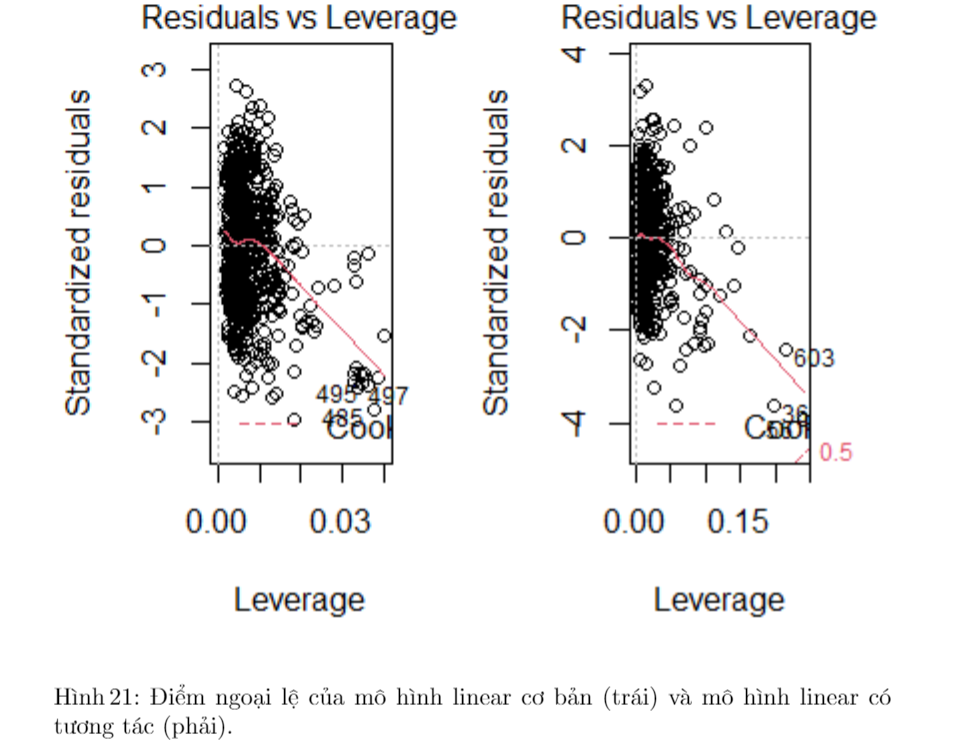 Residuals vs Leverage
Residuals vs Leverage
Standardized residuals
3
2
1
0
-1
-2
-3
495 497
485
Cook
0.00 0.03
Leverage
Standardized residuals
4
2
0
-2
-4
603
36
0.5
0.00 0.15
Leverage
Hình 21: Điểm ngoại lệ của mô hình linear cơ bản (trái) và mô hình linear có
tương tác (phải).